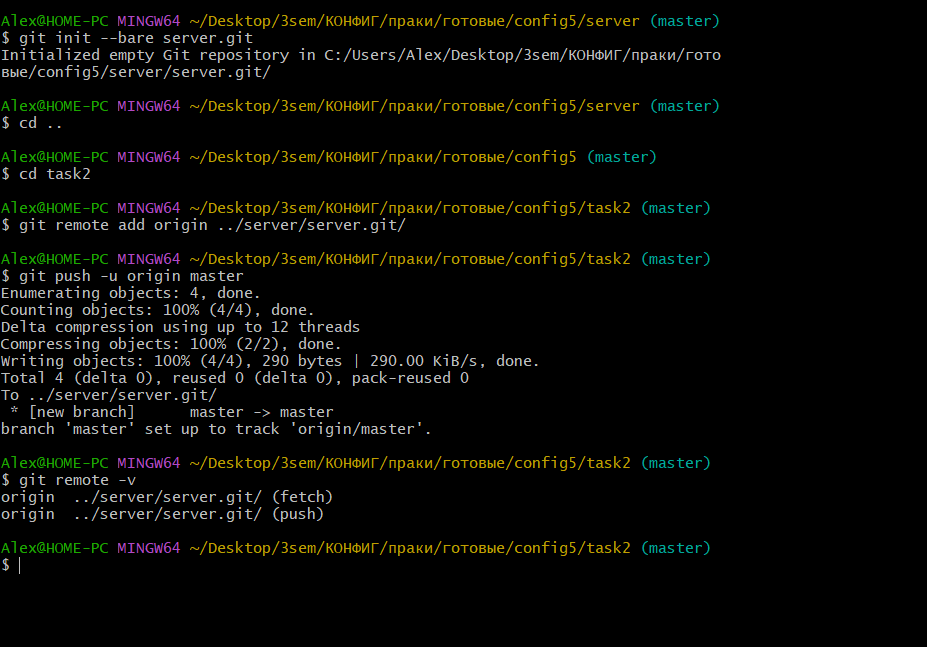 Alex@HOME-PC MINGW64 ~/Desktop/3sem/КОНФИГ/праки/готовые/config5/server (master)
$ git init --bare server.git
Initialized empty Git repository in C:/Users/Alex/Desktop/3sem/КОНФИГ/праки/гото
вые/config5/server/server.git/
Alex@HOME-PC MINGW64 ~/Desktop/3sem/КОНФИГ/праки/готовые/config5/server (master)
$ cd ..
Alex@HOME-PC MINGW64 ~/Desktop/3sem/КОНФИГ/праки/готовые/config5 (master)
$ cd task2
Alex@HOME-PC MINGW64 ~/Desktop/3sem/КОНФИГ/праки/готовые/config5/task2 (master)
$ git remote add origin ../server/server.git/
Alex@HOME-PC MINGW64 ~/Desktop/3sem/КОНФИГ/праки/готовые/config5/task2 (master)
$ git push -u origin master
Enumerating objects: 4, done.
Counting objects: 100% (4/4), done.
Delta compression using up to 12 threads
Compressing objects: 100% (2/2), done.
Writing objects: 100% (4/4), 290 bytes | 290.00 KiB/s, done.
Total 4 (delta 0), reused 0 (delta 0), pack-reused 0
To ../server/server.git/
 * [new branch]      master -> master
branch 'master' set up to track 'origin/master'.
Alex@HOME-PC MINGW64 ~/Desktop/3sem/КОНФИГ/праки/готовые/config5/task2 (master)
$ git remote -v
origin  ../server/server.git/ (fetch)
origin  ../server/server.git/ (push)
Alex@HOME-PC MINGW64 ~/Desktop/3sem/КОНФИГ/праки/готовые/config5/task2 (master)
$